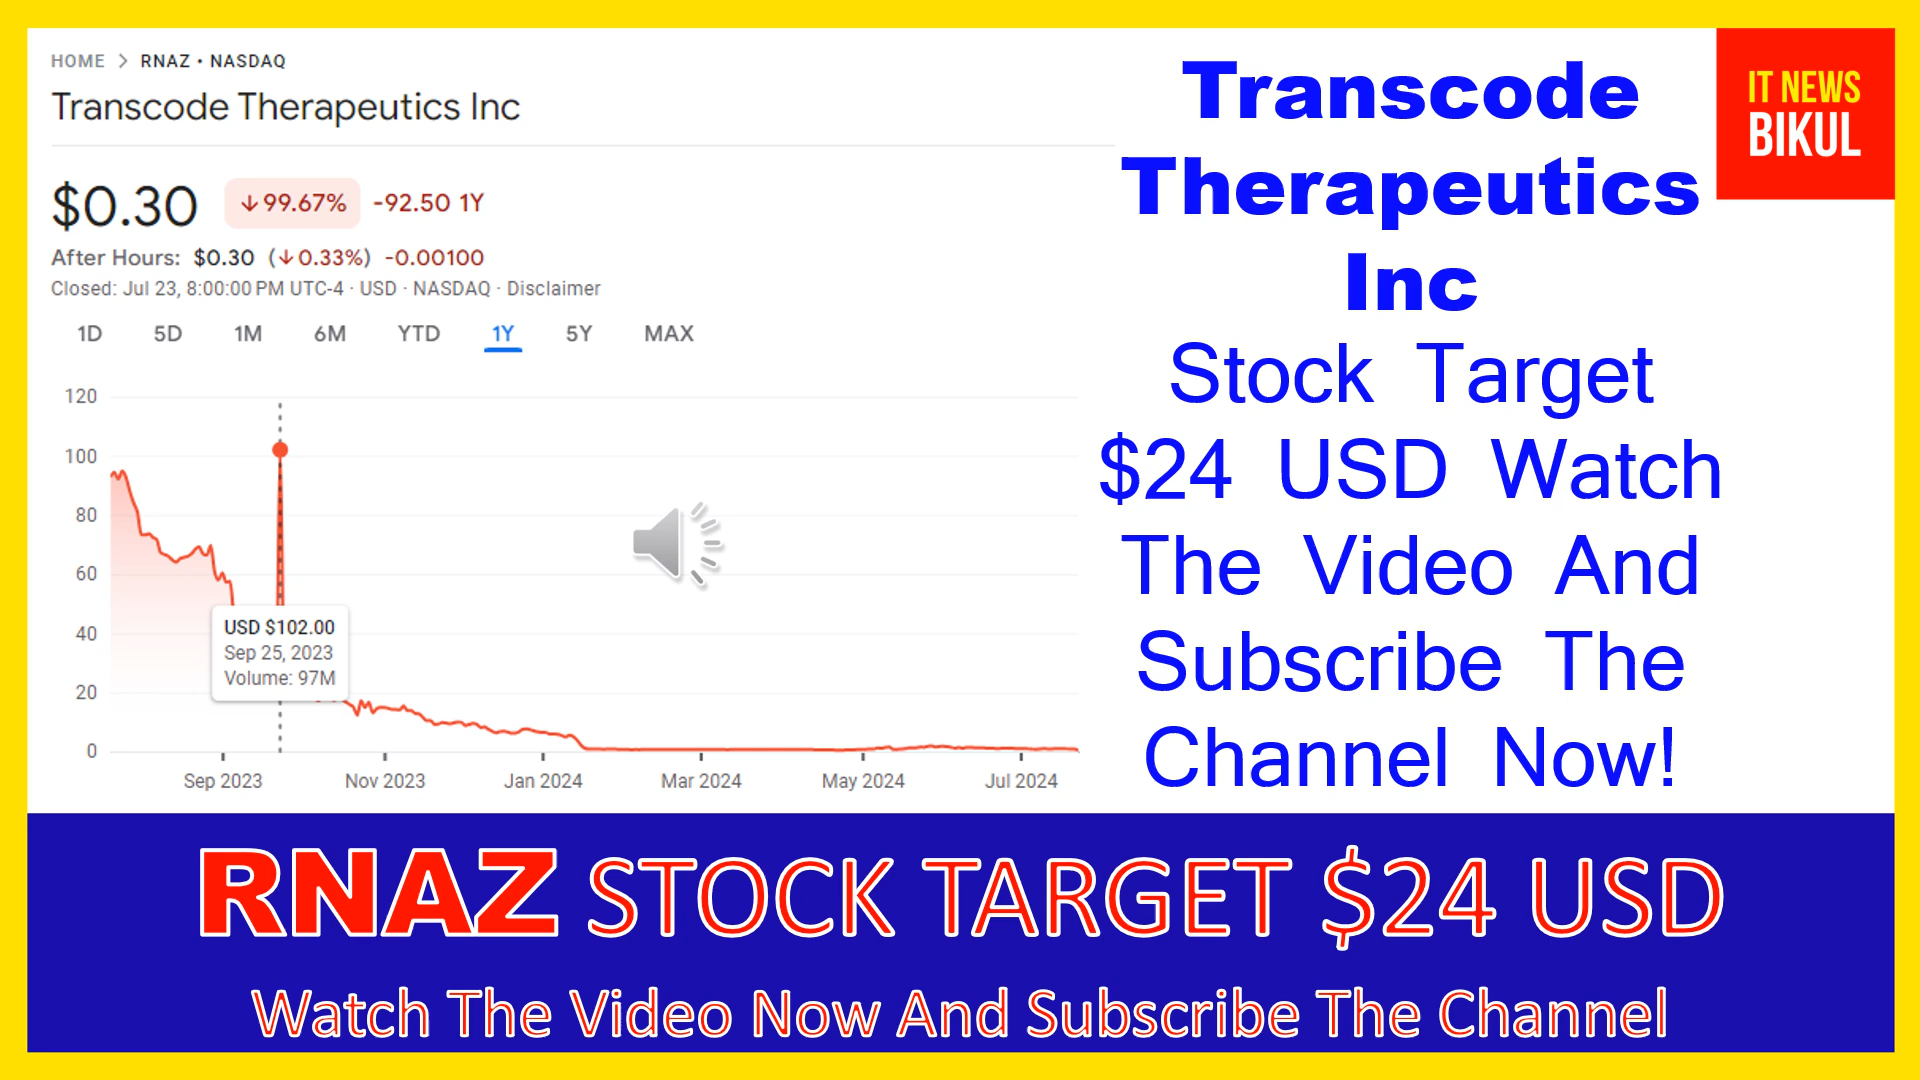 HOME > RNAZ • NASDAQ
Transcode Therapeutics Inc
$0.30 ↓99.67% -92.50 1Y
After Hours: $0.30 (↓0.33%) -0.00100
Closed: Jul 23, 8:00:00 PM UTC-4 · USD · NASDAQ · Disclaimer
1D 5D 1M 6M YTD 1Y 5Y MAX
120
100
80
60
40
20
0
USD $102.00
Sep 25, 2023
Volume: 97M
Sep 2023 Nov 2023 Jan 2024 Mar 2024 May 2024 Jul 2024
Transcode
Therapeutics
Inc
Stock Target
$24 USD Watch
The Video And
Subscribe The
Channel Now!
IT NEWS
BIKUL
RNAZ STOCK TARGET $24 USD
Watch The Video Now And Subscribe The Channel